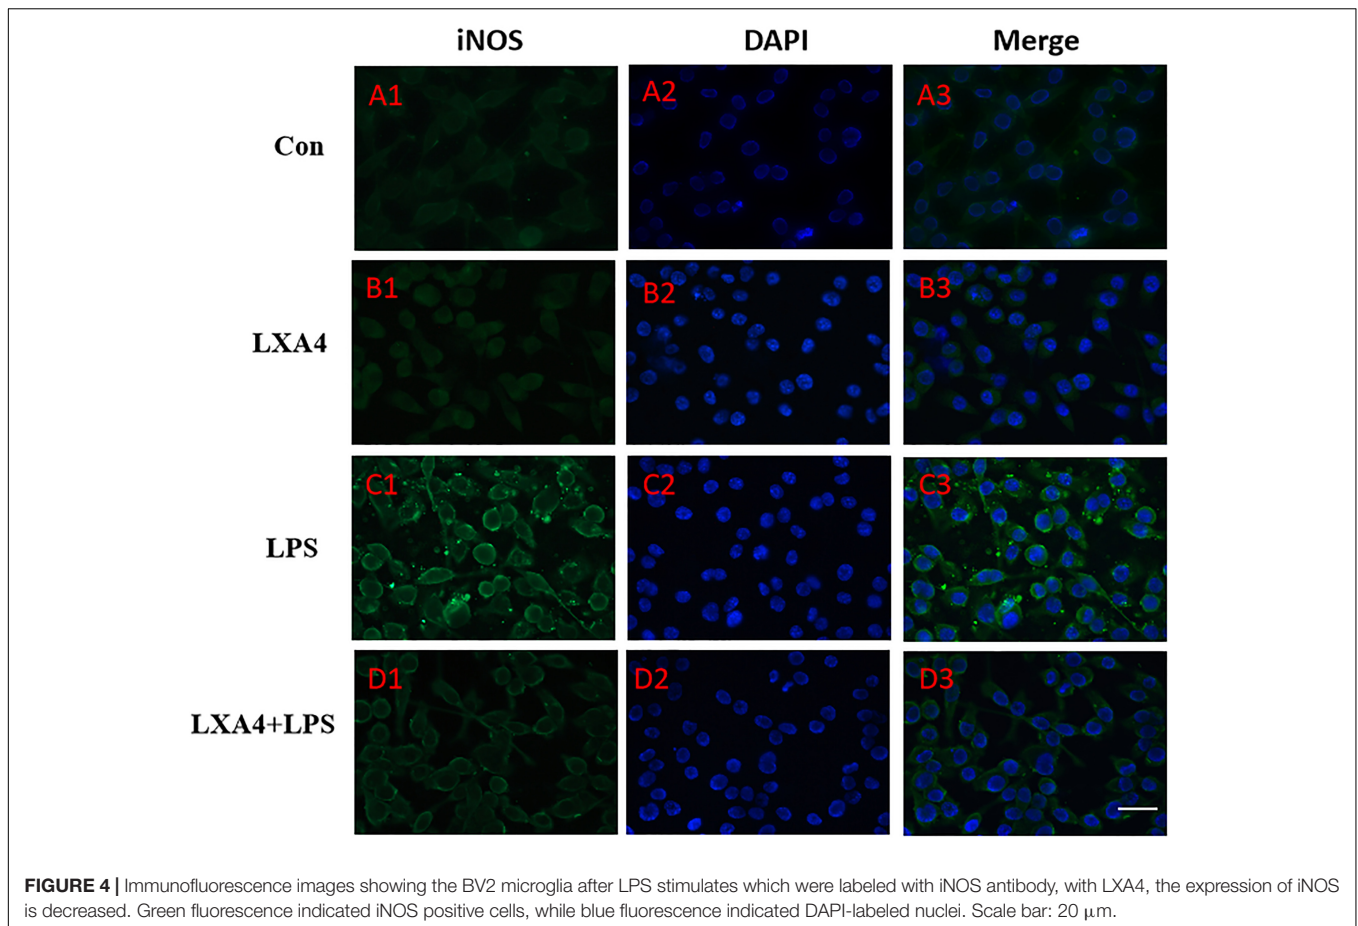 iNOS DAPI Merge
Con A1 A2 A3
LXA4 B1 B2 B3
LPS C1 C2 C3
LXA4+LPS D1 D2 D3
FIGURE 4 | Immunofluorescence images showing the BV2 microglia after LPS stimulates which were labeled with iNOS antibody, with LXA4, the expression of iNOS
is decreased. Green fluorescence indicated iNOS positive cells, while blue fluorescence indicated DAPI-labeled nuclei. Scale bar: 20 μm.